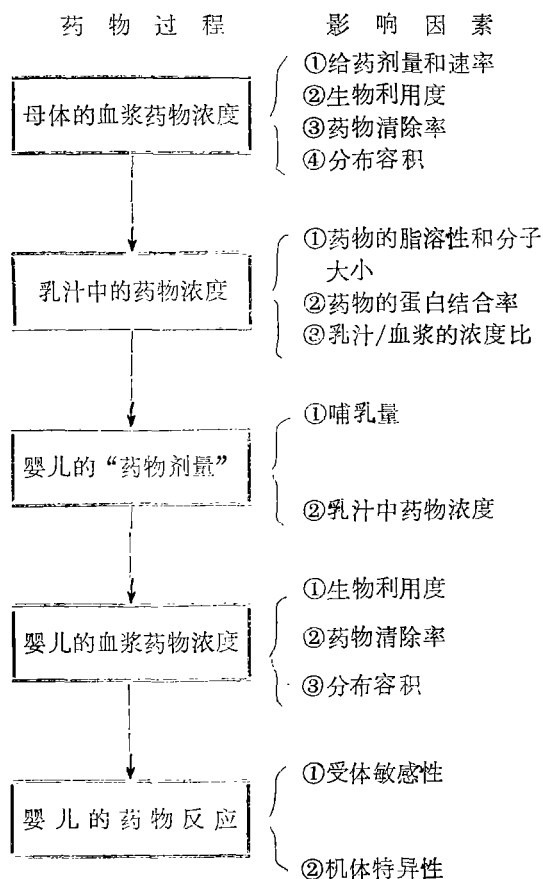 药物过程 影响因素
母体的血浆药物浓度
①给药剂量和速率
②生物利用度
③药物清除率
④分布容积
乳汁中的药物浓度
①药物的脂溶性和分子
大小
②药物的蛋白结合率
③乳汁/血浆的浓度比
婴儿的“药物剂量”
①哺乳量
②乳汁中药物浓度
婴儿的血浆药物浓度
①生物利用度
②药物清除率
③分布容积
婴儿的药物反应
①受体敏感性
②机体特异性